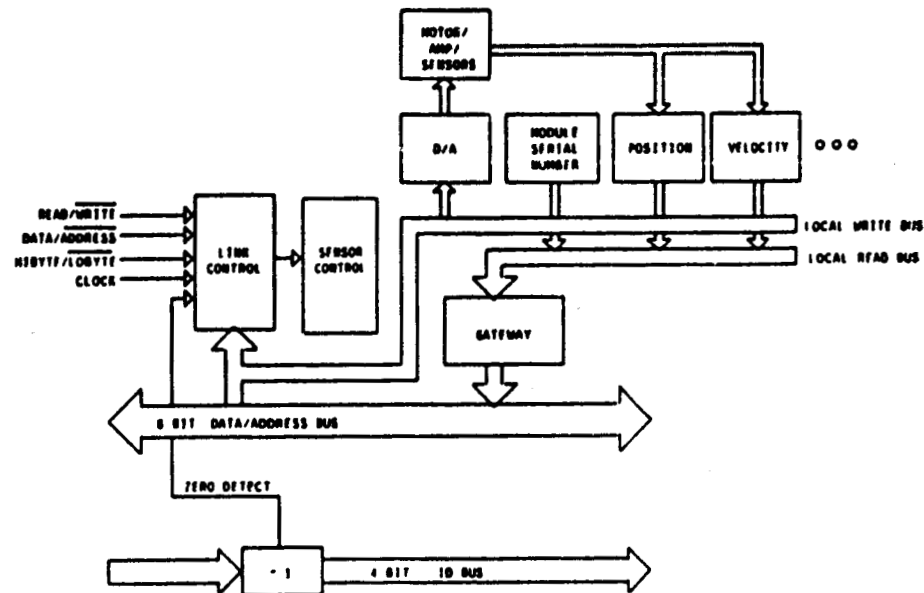 MOTOR/
AMP/
SENSORS
D/A
MODULE
SERIAL
NUMBER
POSITION
VELOCITY
READ/WRITE
DATA/ADDRESS
HIBYTE/LOBYTE
CLOCK
LINK
CONTROL
SENSOR
CONTROL
LOCAL WRITE BUS
LOCAL READ BUS
GATEWAY
8 BIT DATA/ADDRESS BUS
ZERO DETECT
- 1
4 BIT ID BUS